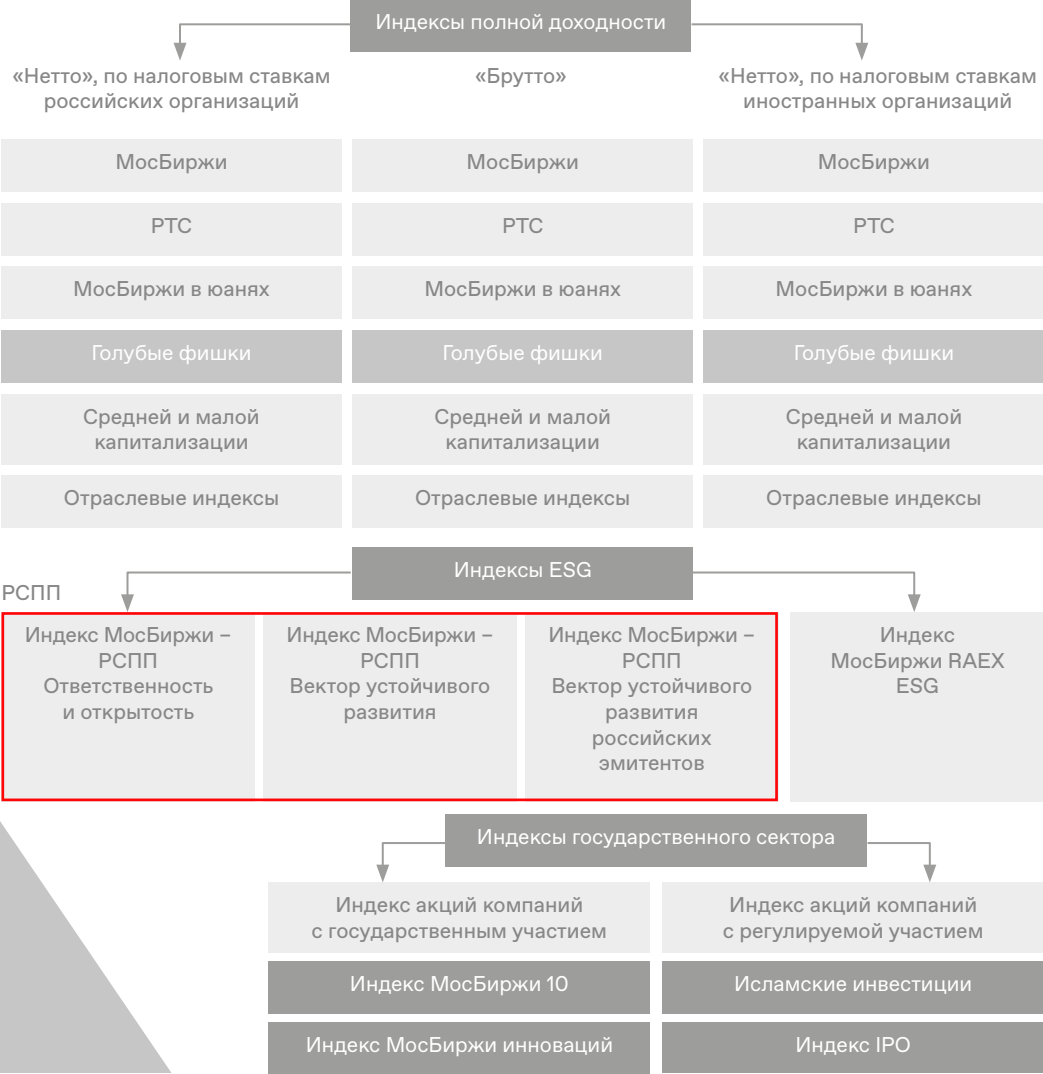 Индексы полной доходности
«Нетто», по налоговым ставкам
российских организаций
«Брутто»
«Нетто», по налоговым ставкам
иностранных организаций
МосБиржи
МосБиржи
МосБиржи
РТС
РТС
РТС
МосБиржи в юанях
МосБиржи в юанях
МосБиржи в юанях
Голубые фишки
Голубые фишки
Голубые фишки
Средней и малой
капитализации
Средней и малой
капитализации
Средней и малой
капитализации
Отраслевые индексы
Отраслевые индексы
Отраслевые индексы
Индексы ESG
РСПП
Индекс МосБиржи –
РСПП
Ответственность
и открытость
Индекс МосБиржи –
РСПП
Вектор устойчивого
развития
Индекс МосБиржи –
РСПП
Вектор устойчивого
развития
российских
эмитентов
Индекс
МосБиржи RAEX
ESG
Индексы государственного сектора
Индекс акций компаний
с государственным участием
Индекс акций компаний
с регулируемой участием
Индекс МосБиржи 10
Исламские инвестиции
Индекс МосБиржи инноваций
Индекс IPO